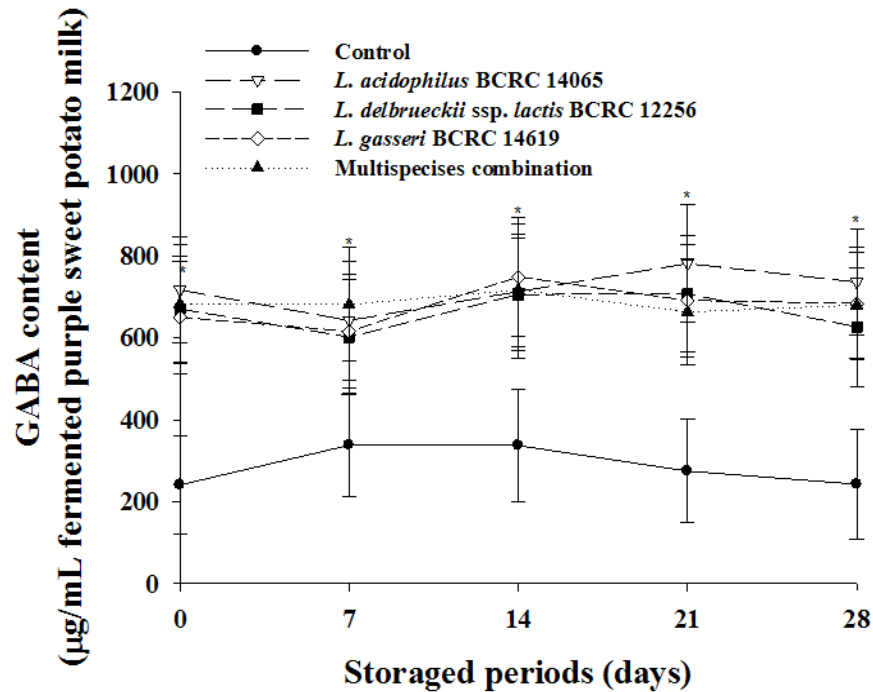 Control
L. acidophilus BCRC 14065
L. delbrueckii ssp. lactis BCRC 12256
L. gasseri BCRC 14619
Multispecises combination
GABA content
(µg/mL fermented purple sweet potato milk)
1200
1000
800
600
400
200
0
* * * * *
0 7 14 21 28
Storaged periods (days)